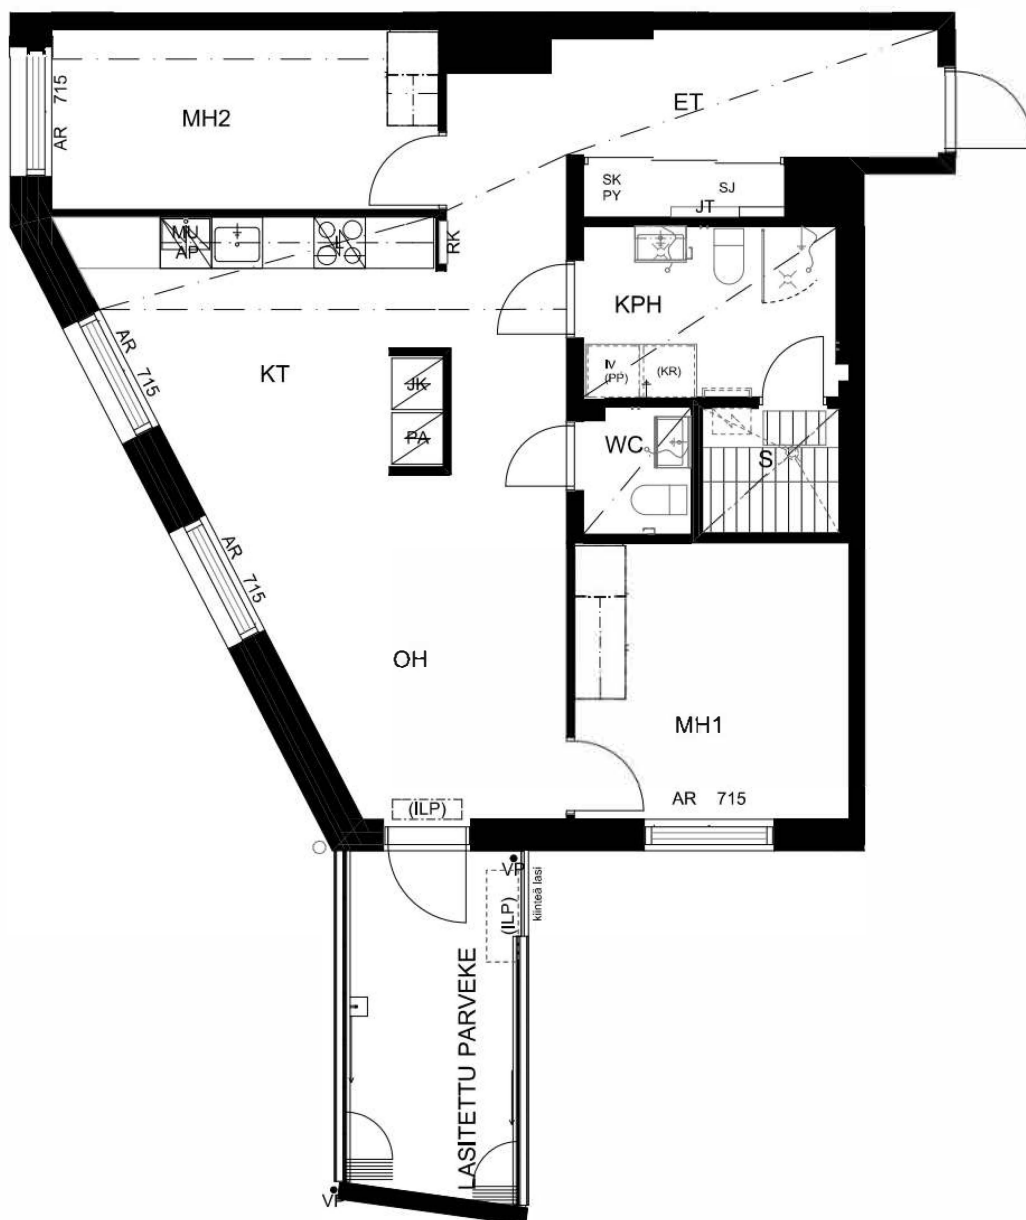 AR 715
MH2
ET
SK
PY
SJ
JT
MU
AP
RK
L
KPH
IV
(PP)
(KR)
AR 715
KT
JK
PA
WC
S
AR 715
OH
MH1
AR 715
(ILP)
VP
(ILP)
kiinteä lasi
LASITETTU PARVEKE
VP